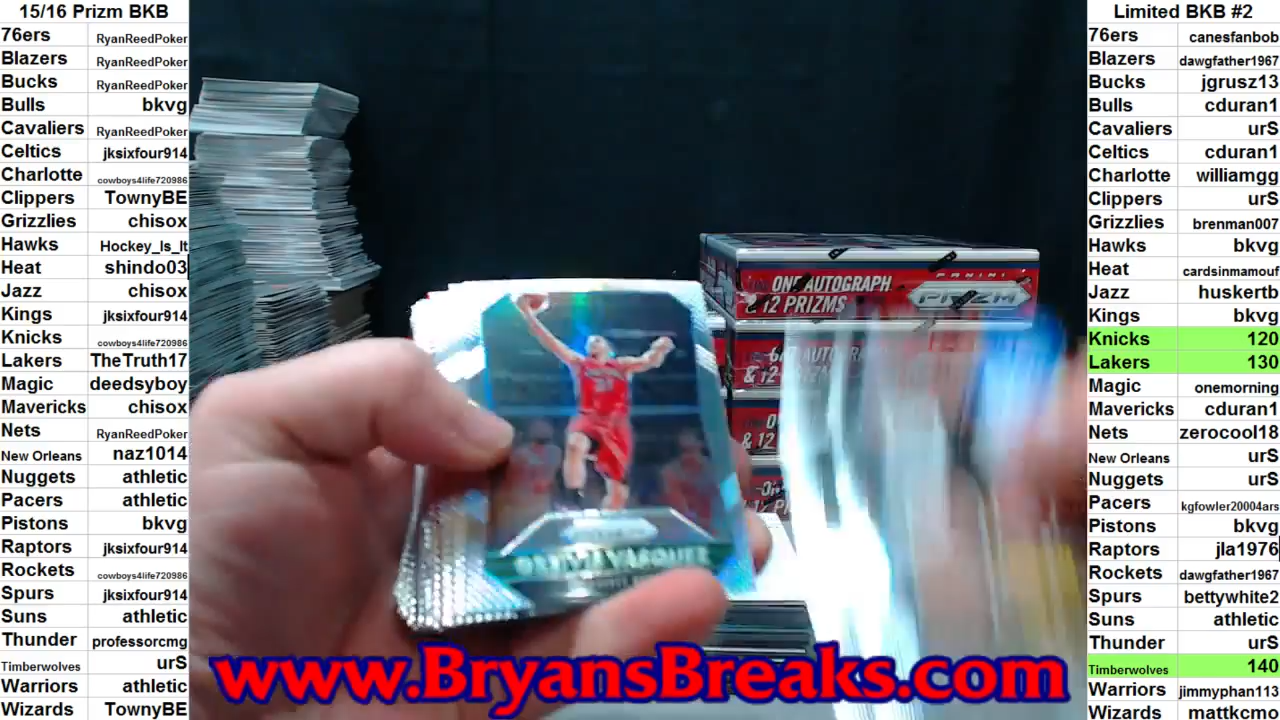 15/16 Prizm BKB
76ers RyanReedPoker
Blazers RyanReedPoker
Bucks RyanReedPoker
Bulls bkvg
Cavaliers RyanReedPoker
Celtics jksixfour914
Charlotte cowboys4life720986
Clippers TownyBE
Grizzlies chisox
Hawks Hockey_Is_It
Heat shindo03
Jazz chisox
Kings jksixfour914
Knicks cowboys4life720986
Lakers TheTruth17
Magic deedsyboy
Mavericks chisox
Nets RyanReedPoker
New Orleans naz1014
Nuggets athletic
Pacers athletic
Pistons bkvg
Raptors jksixfour914
Rockets cowboys4life720986
Spurs jksixfour914
Suns athletic
Thunder professorcmg
Timberwolves urS
Warriors athletic
Wizards TownyBE
ONE AUTOGRAPH
& 12 PRIZMS
PANINI
PRIZM
& 12
& 12
VASQUEZ
www.BryansBreaks.com
Limited BKB #2
76ers canesfanbob
Blazers dawgfather1967
Bucks jgrusz13
Bulls cduran1
Cavaliers urS
Celtics cduran1
Charlotte williamgg
Clippers urS
Grizzlies brenman007
Hawks bkvg
Heat cardsinmamouf
Jazz huskertb
Kings bkvg
Knicks 120
Lakers 130
Magic onemorning
Mavericks cduran1
Nets zerocool18
New Orleans urS
Nuggets urS
Pacers kgfowler20004ars
Pistons bkvg
Raptors jla1976
Rockets dawgfather1967
Spurs bettywhite2
Suns athletic
Thunder urS
Timberwolves 140
Warriors jimmyphan113
Wizards mattkcmo